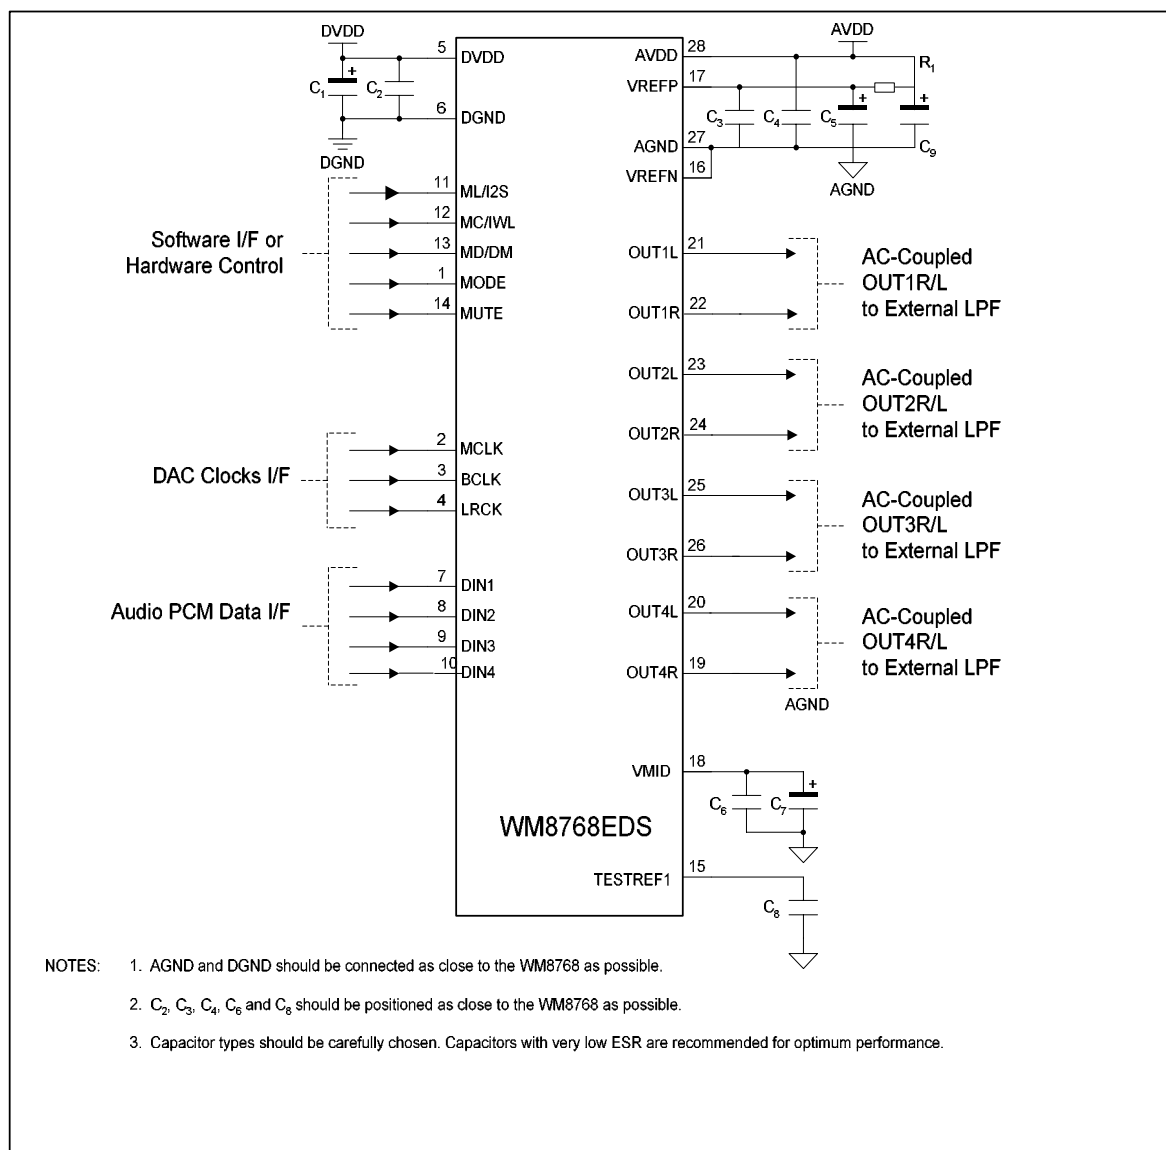 DVDD
5
DVDD
+
C1
C2
6
DGND
DGND
AVDD
28
AVDD
R1
17
VREFP
+
+
C3
C4
C5
C9
27
AGND
16
VREFN
AGND
Software I/F or
Hardware Control
11
ML/I2S
12
MC/IWL
13
MD/DM
1
MODE
14
MUTE
DAC Clocks I/F
2
MCLK
3
BCLK
4
LRCK
Audio PCM Data I/F
7
DIN1
8
DIN2
9
DIN3
10
DIN4
OUT1L
21
OUT1R
22
AC-Coupled
OUT1R/L
to External LPF
OUT2L
23
OUT2R
24
AC-Coupled
OUT2R/L
to External LPF
OUT3L
25
OUT3R
26
AC-Coupled
OUT3R/L
to External LPF
OUT4L
20
OUT4R
19
AC-Coupled
OUT4R/L
to External LPF
AGND
VMID
18
+
C6
C7
WM8768EDS
TESTREF1
15
C8
NOTES: 1. AGND and DGND should be connected as close to the WM8768 as possible.
2. C2, C3, C4, C6 and C8 should be positioned as close to the WM8768 as possible.
3. Capacitor types should be carefully chosen. Capacitors with very low ESR are recommended for optimum performance.